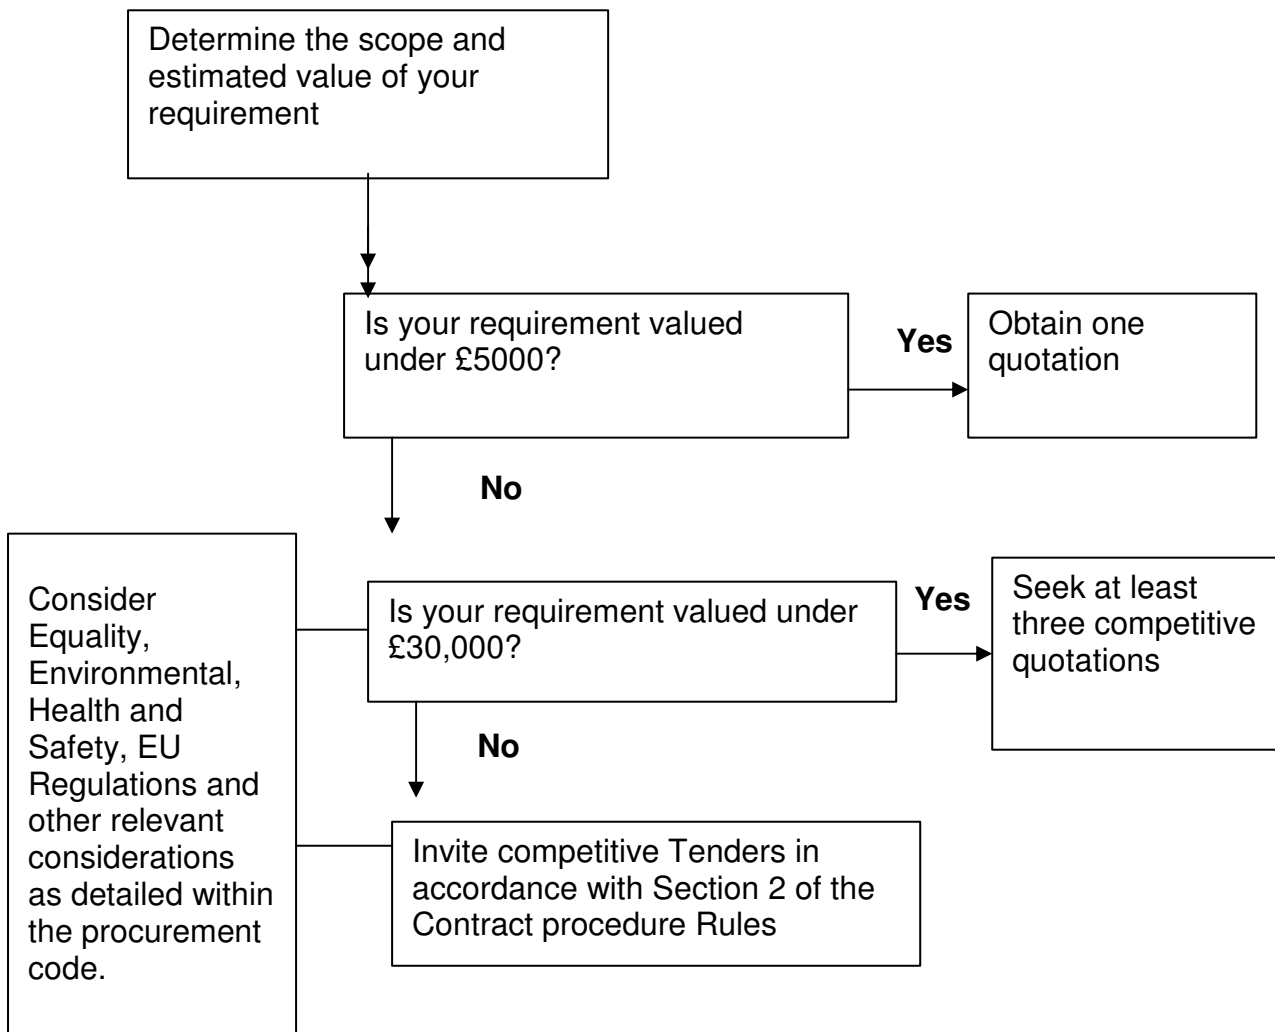 Determine the scope and
estimated value of your
requirement
Is your requirement valued
under £5000?
Yes
Obtain one
quotation
No
Consider
Equality,
Environmental,
Health and
Safety, EU
Regulations and
other relevant
considerations
as detailed within
the procurement
code.
Is your requirement valued under
£30,000?
Yes
Seek at least
three competitive
quotations
No
Invite competitive Tenders in
accordance with Section 2 of the
Contract procedure Rules